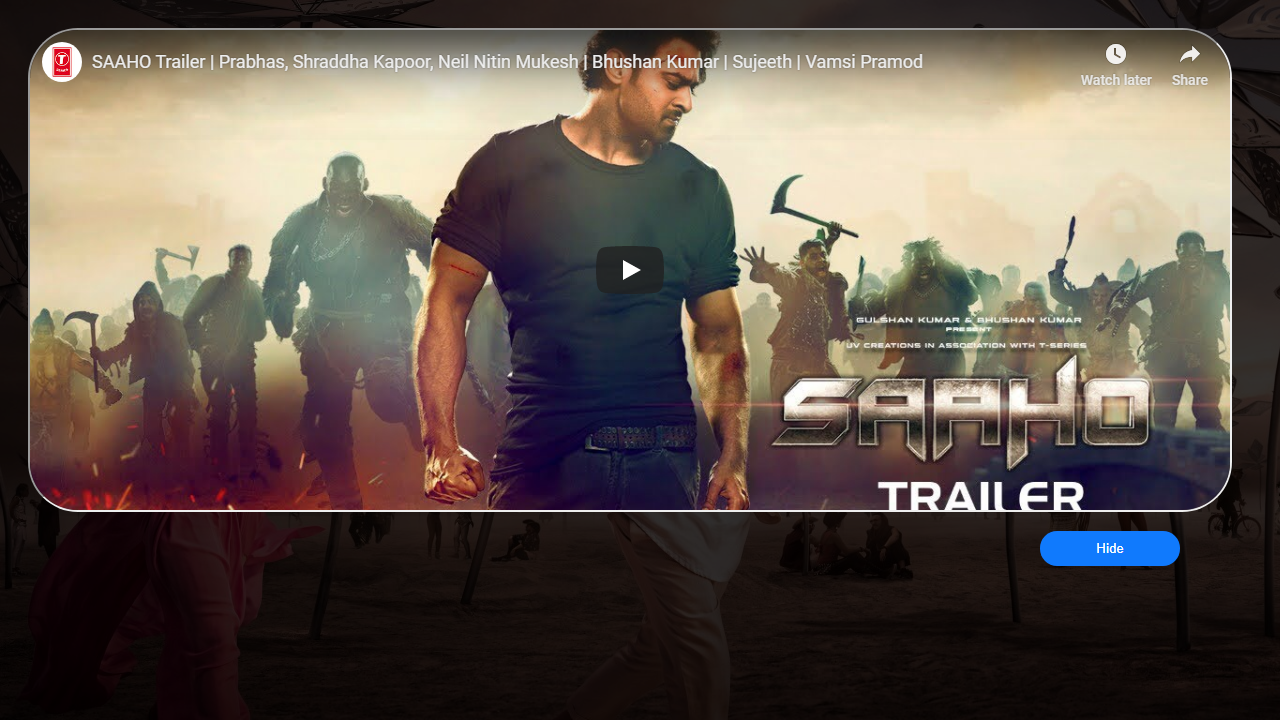 SAAHO Trailer | Prabhas, Shraddha Kapoor, Neil Nitin Mukesh | Bhushan Kumar | Sujeeth | Vamsi Pramod
Watch later
Share
GULSHAN KUMAR & BHUSHAN KUMAR
PRESENT
UV CREATIONS IN ASSOCIATION WITH T-SERIES
SAAHO
TRAILER
Hide